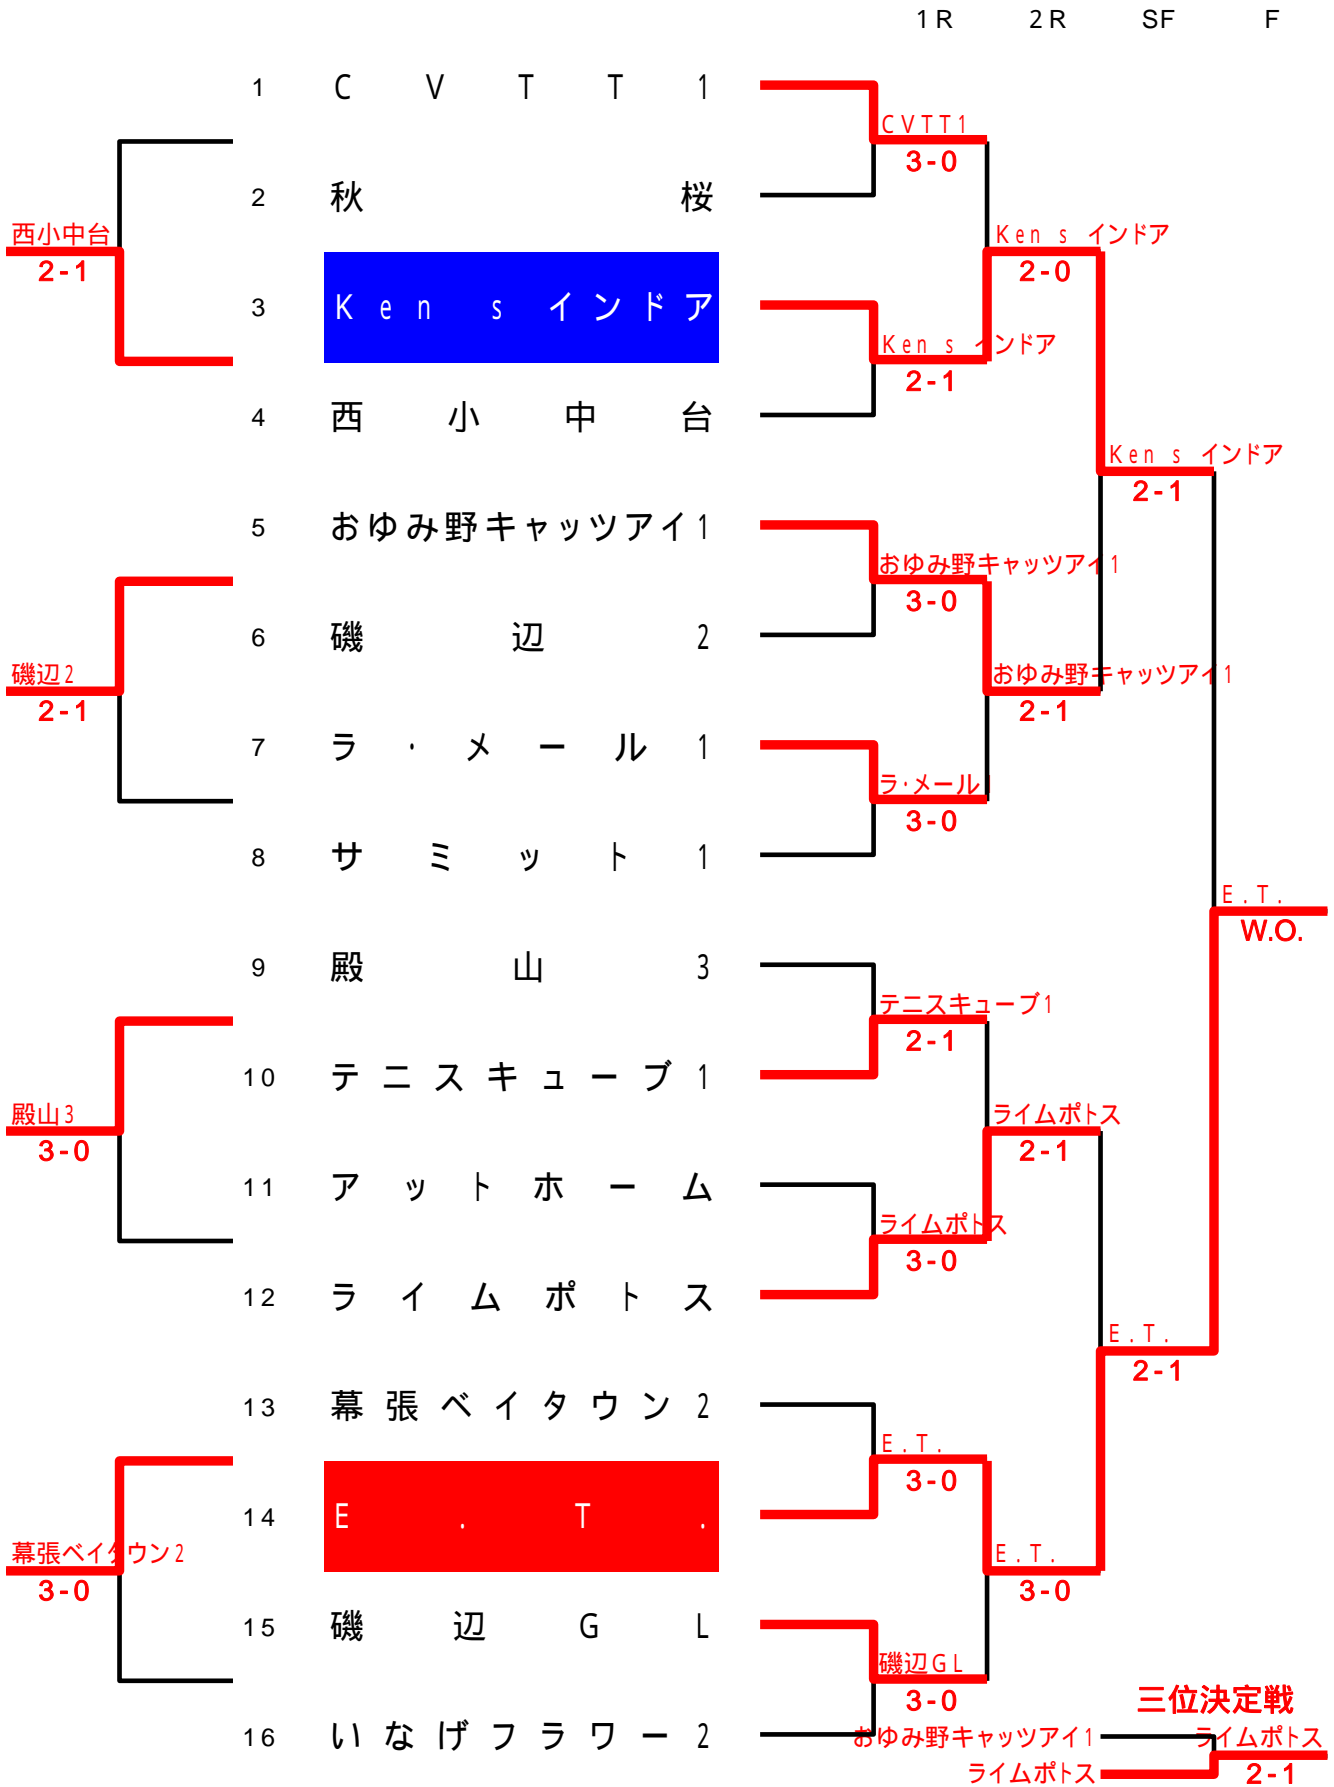 1R 2R SF F
1 CVTT1
CVTT1
3-0
2 秋桜
西小中台
2-1
Ken s インドア
2-0
3 Ken s インドア
Ken s インドア
2-1
4 西小中台
Ken s インドア
2-1
5 おゆみ野キャッツアイ1
おゆみ野キャッツアイ1
3-0
6 磯辺2
磯辺2
2-1
おゆみ野キャッツアイ1
2-1
7 ラ・メール1
ラ・メール
3-0
8 サミット1
E.T.
W.O.
9 殿山3
テニスキューブ1
2-1
10 テニスキューブ1
殿山3
3-0
ライムポトス
2-1
11 アットホーム
ライムポトス
3-0
12 ライムポトス
E.T.
2-1
13 幕張ベイタウン2
E.T.
3-0
14 E.T.
幕張ベイタウン2
3-0
E.T.
3-0
15 磯辺GL
磯辺GL
3-0
16 いなげフラワー2
三位決定戦
おゆみ野キャッツアイ1
ライムポトス
ライムポトス
2-1